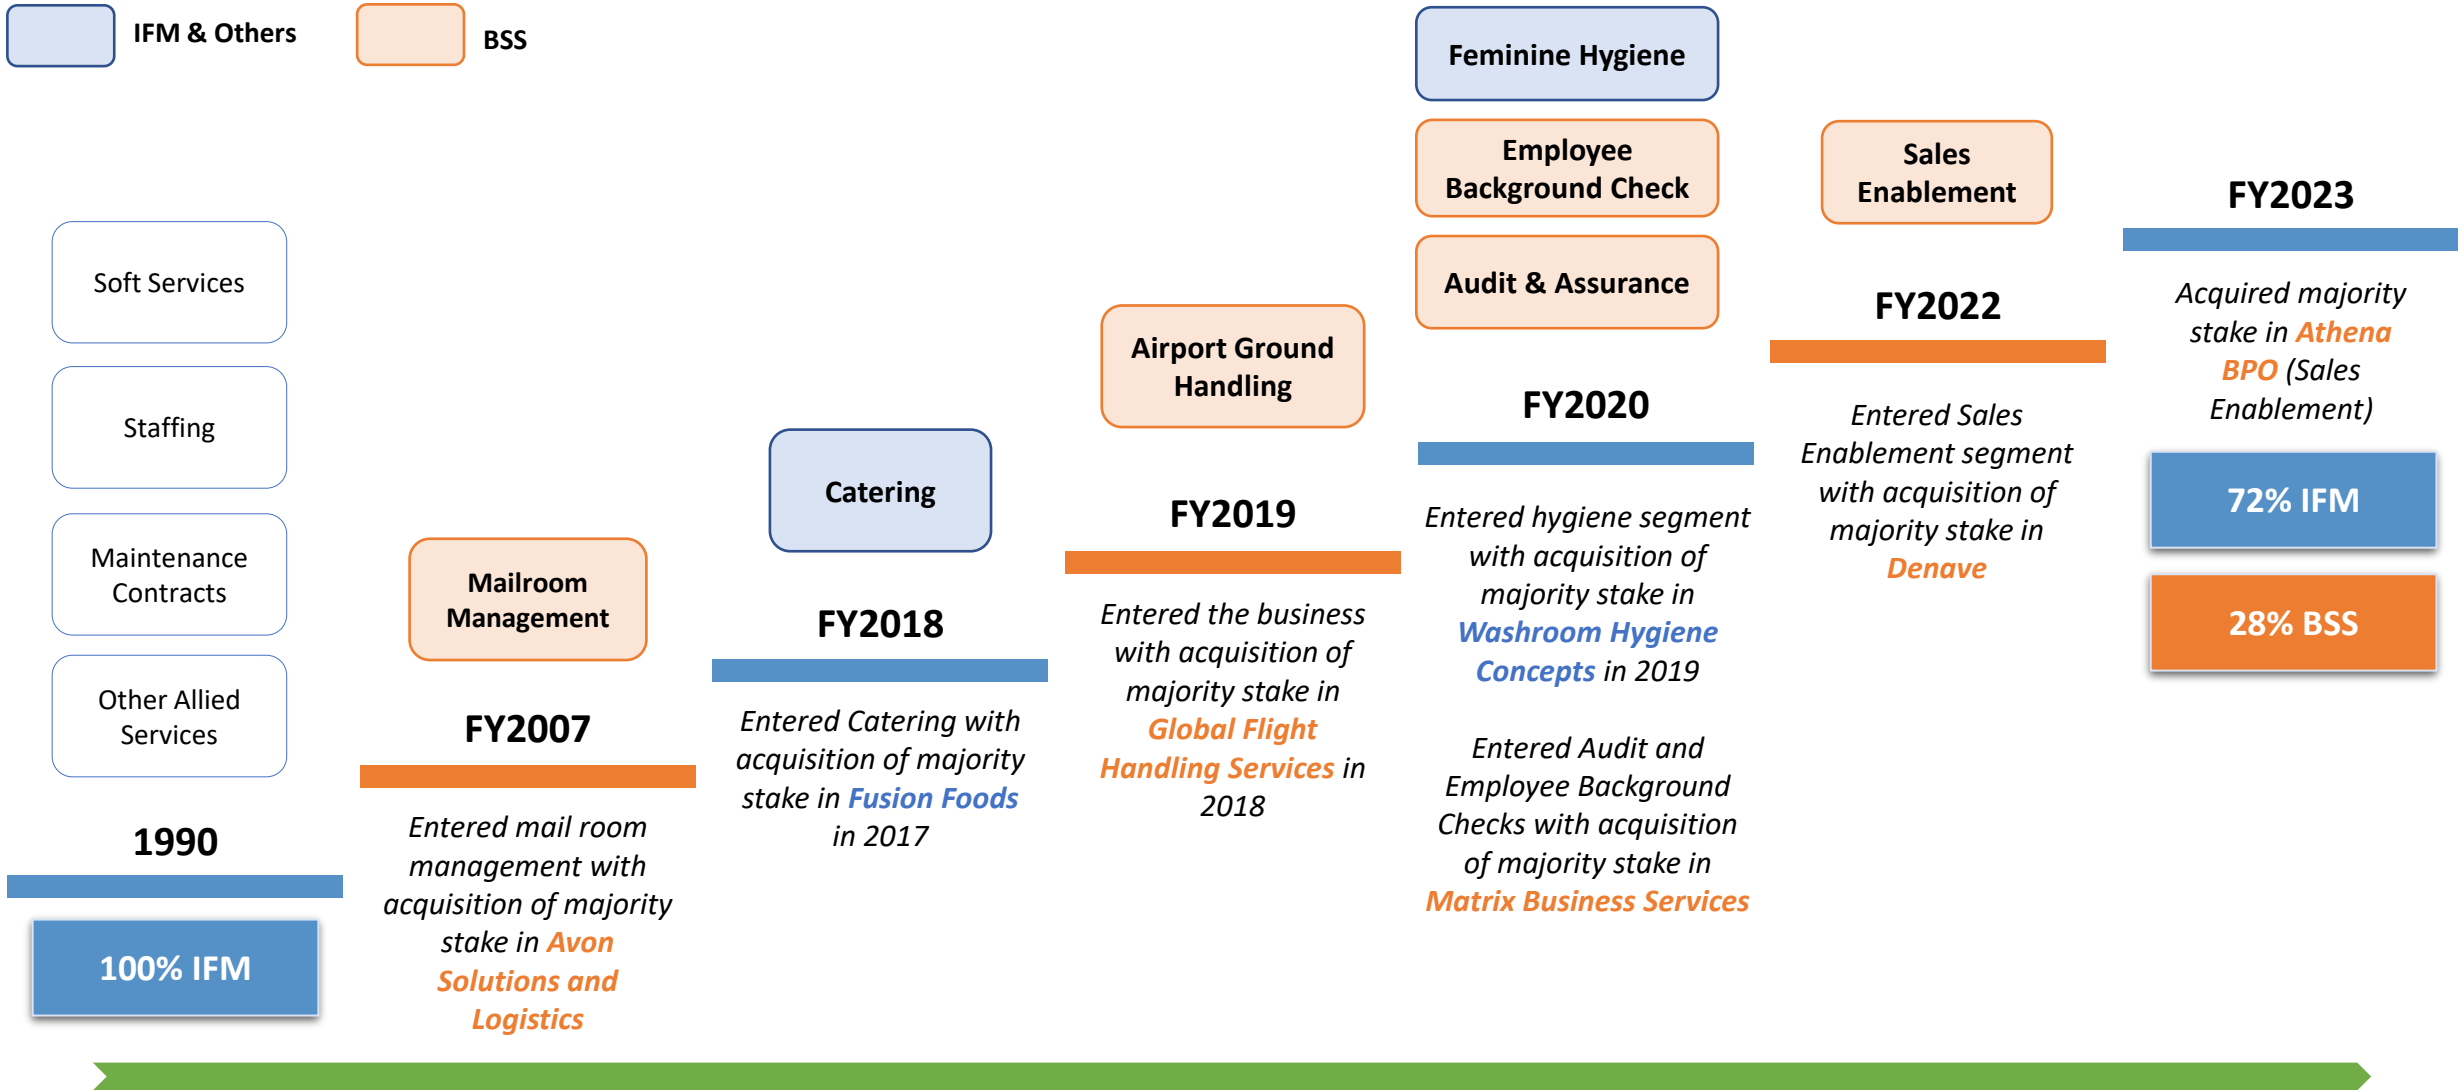 IFM & Others
BSS
Soft Services
Staffing
Maintenance
Contracts
Other Allied
Services
1990
100% IFM
Mailroom
Management
FY2007
Entered mail room
management with
acquisition of majority
stake in Avon
Solutions and
Logistics
Catering
FY2018
Entered Catering with
acquisition of majority
stake in Fusion Foods
in 2017
Airport Ground
Handling
FY2019
Entered the business
with acquisition of
majority stake in
Global Flight
Handling Services in
2018
Feminine Hygiene
Employee
Background Check
Audit & Assurance
FY2020
Entered hygiene segment
with acquisition of
majority stake in
Washroom Hygiene
Concepts in 2019
Entered Audit and
Employee Background
Checks with acquisition
of majority stake in
Matrix Business Services
Sales
Enablement
FY2022
Entered Sales
Enablement segment
with acquisition of
majority stake in
Denave
FY2023
Acquired majority
stake in Athena
BPO (Sales
Enablement)
72% IFM
28% BSS